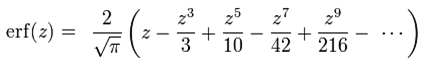 erf(z) = 2/√π (z − z³/3 + z⁵/10 − z⁷/42 + z⁹/216 − ⋯)